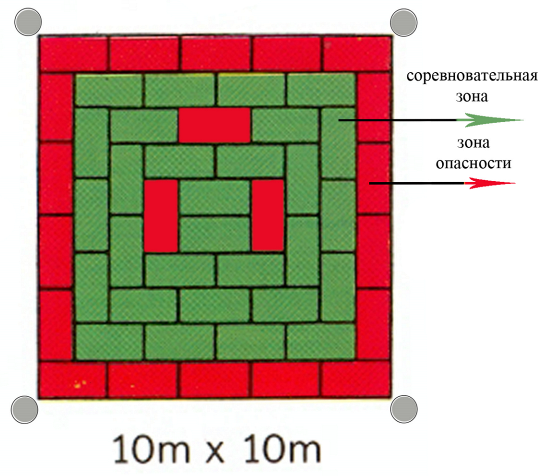 соревновательная
зона
зона
опасности
10m x 10m